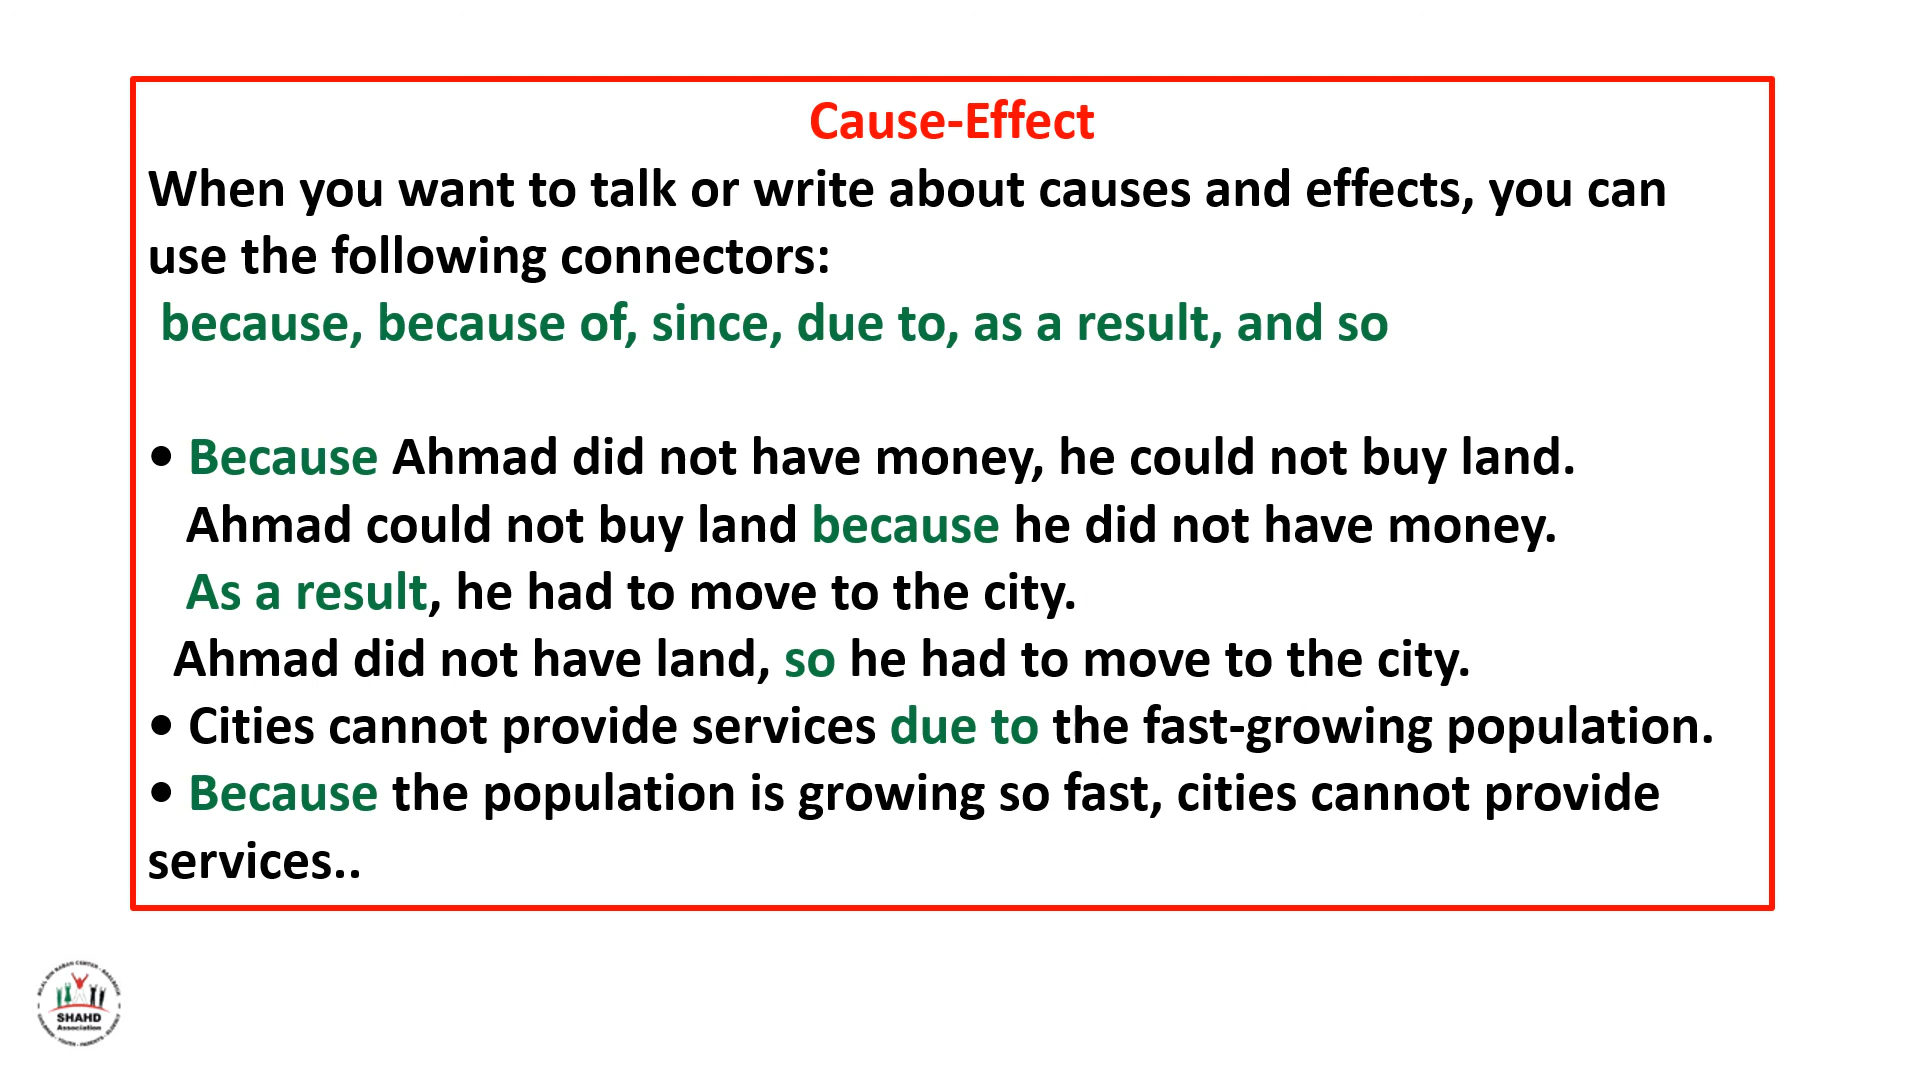 Cause-Effect
When you want to talk or write about causes and effects, you can
use the following connectors:
because, because of, since, due to, as a result, and so
• Because Ahmad did not have money, he could not buy land.
Ahmad could not buy land because he did not have money.
As a result, he had to move to the city.
Ahmad did not have land, so he had to move to the city.
• Cities cannot provide services due to the fast-growing population.
• Because the population is growing so fast, cities cannot provide
services..
SHAHD
Association